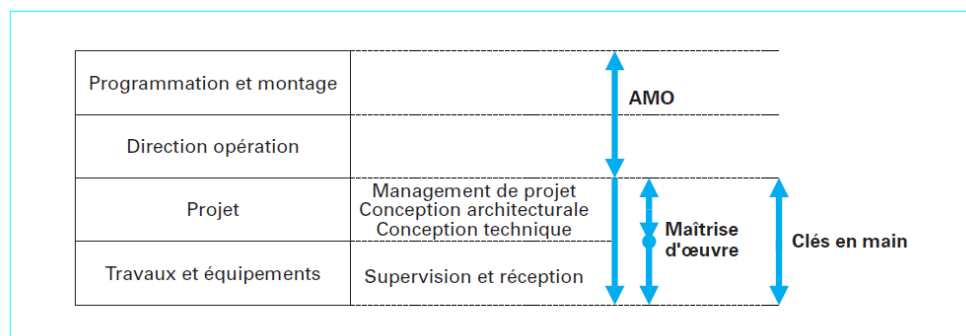 Programmation et montage
AMO
Direction opération
Projet
Management de projet
Conception architecturale
Conception technique
Maîtrise
d'œuvre
Clés en main
Travaux et équipements
Supervision et réception